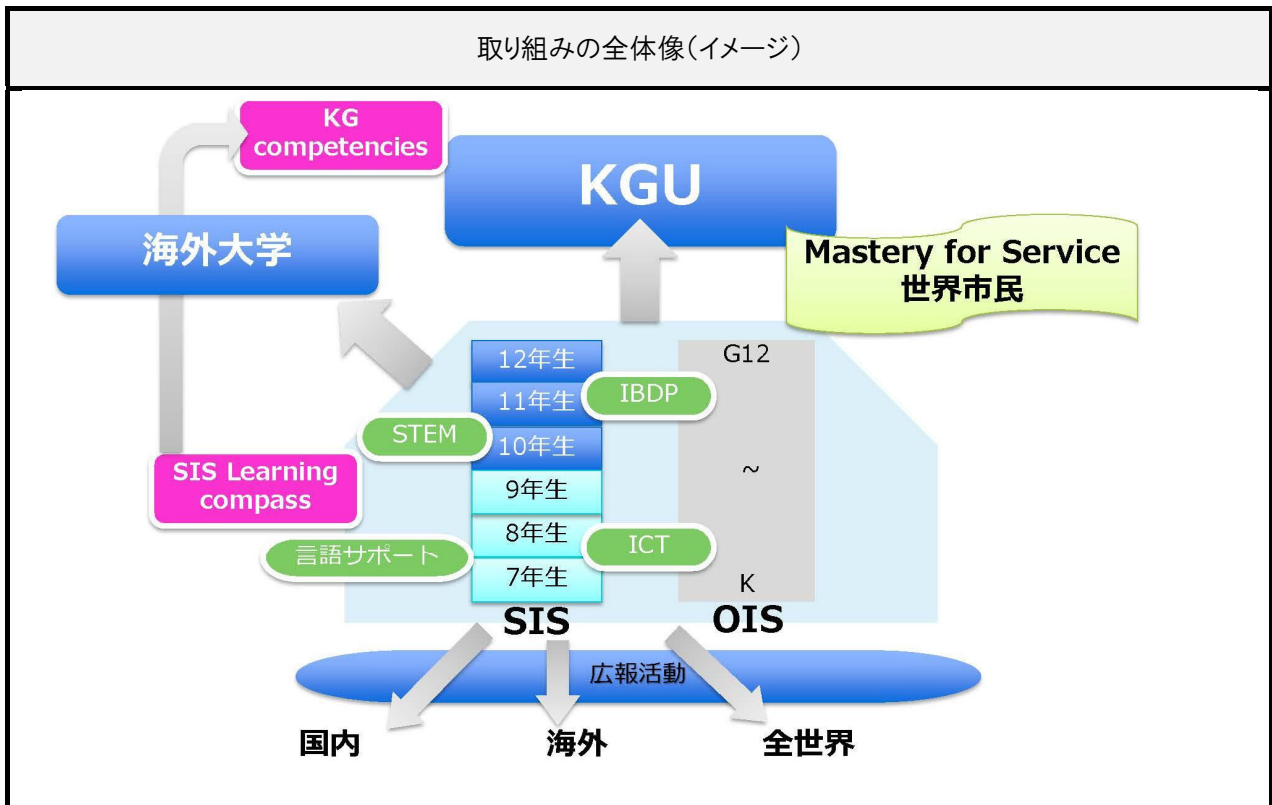 取り組みの全体像(イメージ)
KG
competencies
KGU
海外大学
Mastery for Service
世界市民
12年生
G12
11年生
IBDP
STEM
10年生
~
SIS Learning
compass
9年生
8年生
ICT
言語サポート
7年生
K
SIS
OIS
広報活動
国内
海外
全世界